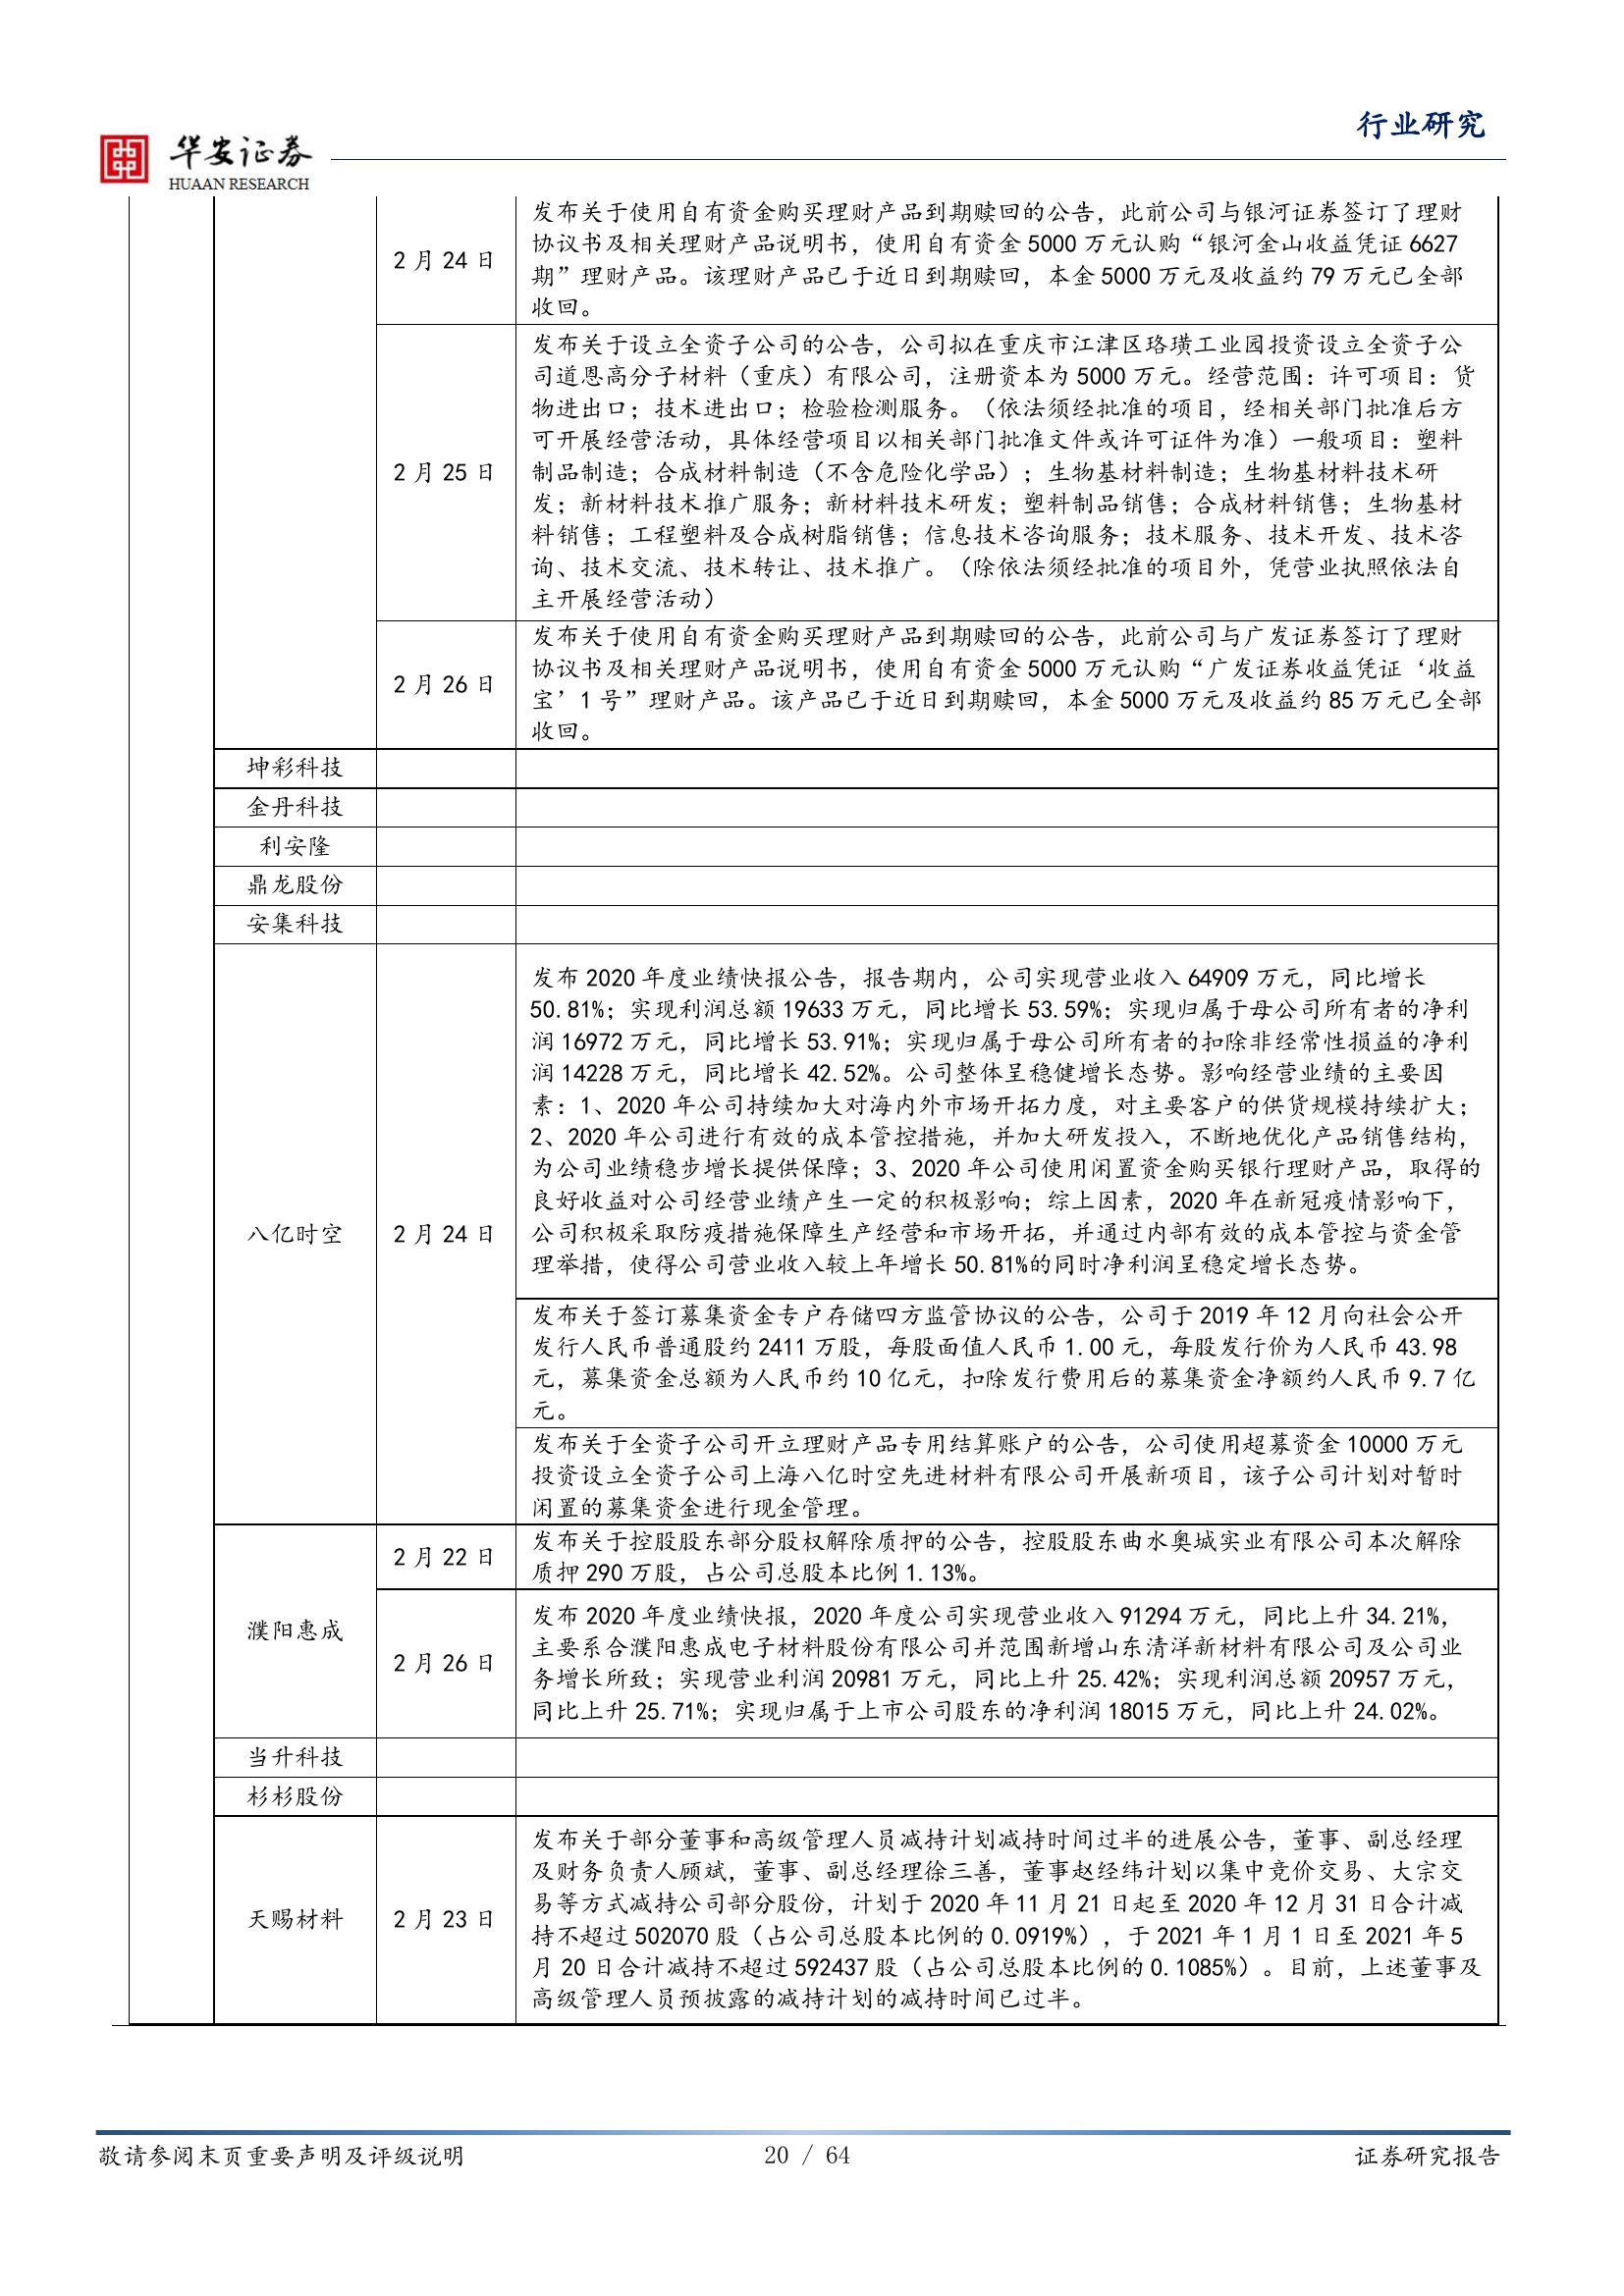 行业研究
华安证券
HUAAN RESEARCH
2 月 24 日
发布关于使用自有资金购买理财产品到期赎回的公告，此前公司与银河证券签订了理财
协议书及相关理财产品说明书，使用自有资金 5000 万元认购“银河金山收益凭证 6627
期”理财产品。该理财产品已于近日到期赎回，本金 5000 万元及收益约 79 万元已全部
收回。
2 月 25 日
发布关于设立全资子公司的公告，公司拟在重庆市江津区珞璜工业园投资设立全资子公
司道恩高分子材料（重庆）有限公司，注册资本为 5000 万元。经营范围：许可项目：货
物进出口；技术进出口；检验检测服务。（依法须经批准的项目，经相关部门批准后方
可开展经营活动，具体经营项目以相关部门批准文件或许可证件为准）一般项目：塑料
制品制造；合成材料制造（不含危险化学品）；生物基材料制造；生物基材料技术研
发；新材料技术推广服务；新材料技术研发；塑料制品销售；合成材料销售；生物基材
料销售；工程塑料及合成树脂销售；信息技术咨询服务；技术服务、技术开发、技术咨
询、技术交流、技术转让、技术推广。（除依法须经批准的项目外，凭营业执照依法自
主开展经营活动）
2 月 26 日
发布关于使用自有资金购买理财产品到期赎回的公告，此前公司与广发证券签订了理财
协议书及相关理财产品说明书，使用自有资金 5000 万元认购“广发证券收益凭证‘收益
宝’1 号”理财产品。该产品已于近日到期赎回，本金 5000 万元及收益约 85 万元已全部
收回。
坤彩科技
金丹科技
利安隆
鼎龙股份
安集科技
八亿时空
2 月 24 日
发布 2020 年度业绩快报公告，报告期内，公司实现营业收入 64909 万元，同比增长
50.81%；实现利润总额 19633 万元，同比增长 53.59%；实现归属于母公司所有者的净利
润 16972 万元，同比增长 53.91%；实现归属于母公司所有者的扣除非经常性损益的净利
润 14228 万元，同比增长 42.52%。公司整体呈稳健增长态势。影响经营业绩的主要因
素：1、2020 年公司持续加大对海内外市场开拓力度，对主要客户的供货规模持续扩大；
2、2020 年公司进行有效的成本管控措施，并加大研发投入，不断地优化产品销售结构，
为公司业绩稳步增长提供保障；3、2020 年公司使用闲置资金购买银行理财产品，取得的
良好收益对公司经营业绩产生一定的积极影响；综上因素，2020 年在新冠疫情影响下，
公司积极采取防疫措施保障生产经营和市场开拓，并通过内部有效的成本管控与资金管
理举措，使得公司营业收入较上年增长 50.81%的同时净利润呈稳定增长态势。
发布关于签订募集资金专户存储四方监管协议的公告，公司于 2019 年 12 月向社会公开
发行人民币普通股约 2411 万股，每股面值人民币 1.00 元，每股发行价为人民币 43.98
元，募集资金总额为人民币约 10 亿元，扣除发行费用后的募集资金净额约人民币 9.7 亿
元。
发布关于全资子公司开立理财产品专用结算账户的公告，公司使用超募资金 10000 万元
投资设立全资子公司上海八亿时空先进材料有限公司开展新项目，该子公司计划对暂时
闲置的募集资金进行现金管理。
濮阳惠成
2 月 22 日
发布关于控股股东部分股权解除质押的公告，控股股东曲水奥城实业有限公司本次解除
质押 290 万股，占公司总股本比例 1.13%。
2 月 26 日
发布 2020 年度业绩快报，2020 年度公司实现营业收入 91294 万元，同比上升 34.21%，
主要系合濮阳惠成电子材料股份有限公司并范围新增山东清洋新材料有限公司及公司业
务增长所致；实现营业利润 20981 万元，同比上升 25.42%；实现利润总额 20957 万元，
同比上升 25.71%；实现归属于上市公司股东的净利润 18015 万元，同比上升 24.02%。
当升科技
杉杉股份
天赐材料
2 月 23 日
发布关于部分董事和高级管理人员减持计划减持时间过半的进展公告，董事、副总经理
及财务负责人顾斌，董事、副总经理徐三善，董事赵经纬计划以集中竞价交易、大宗交
易等方式减持公司部分股份，计划于 2020 年 11 月 21 日起至 2020 年 12 月 31 日合计减
持不超过 502070 股（占公司总股本比例的 0.0919%），于 2021 年 1 月 1 日至 2021 年 5
月 20 日合计减持不超过 592437 股（占公司总股本比例的 0.1085%）。目前，上述董事及
高级管理人员预披露的减持计划的减持时间已过半。
敬请参阅末页重要声明及评级说明
20 / 64
证券研究报告